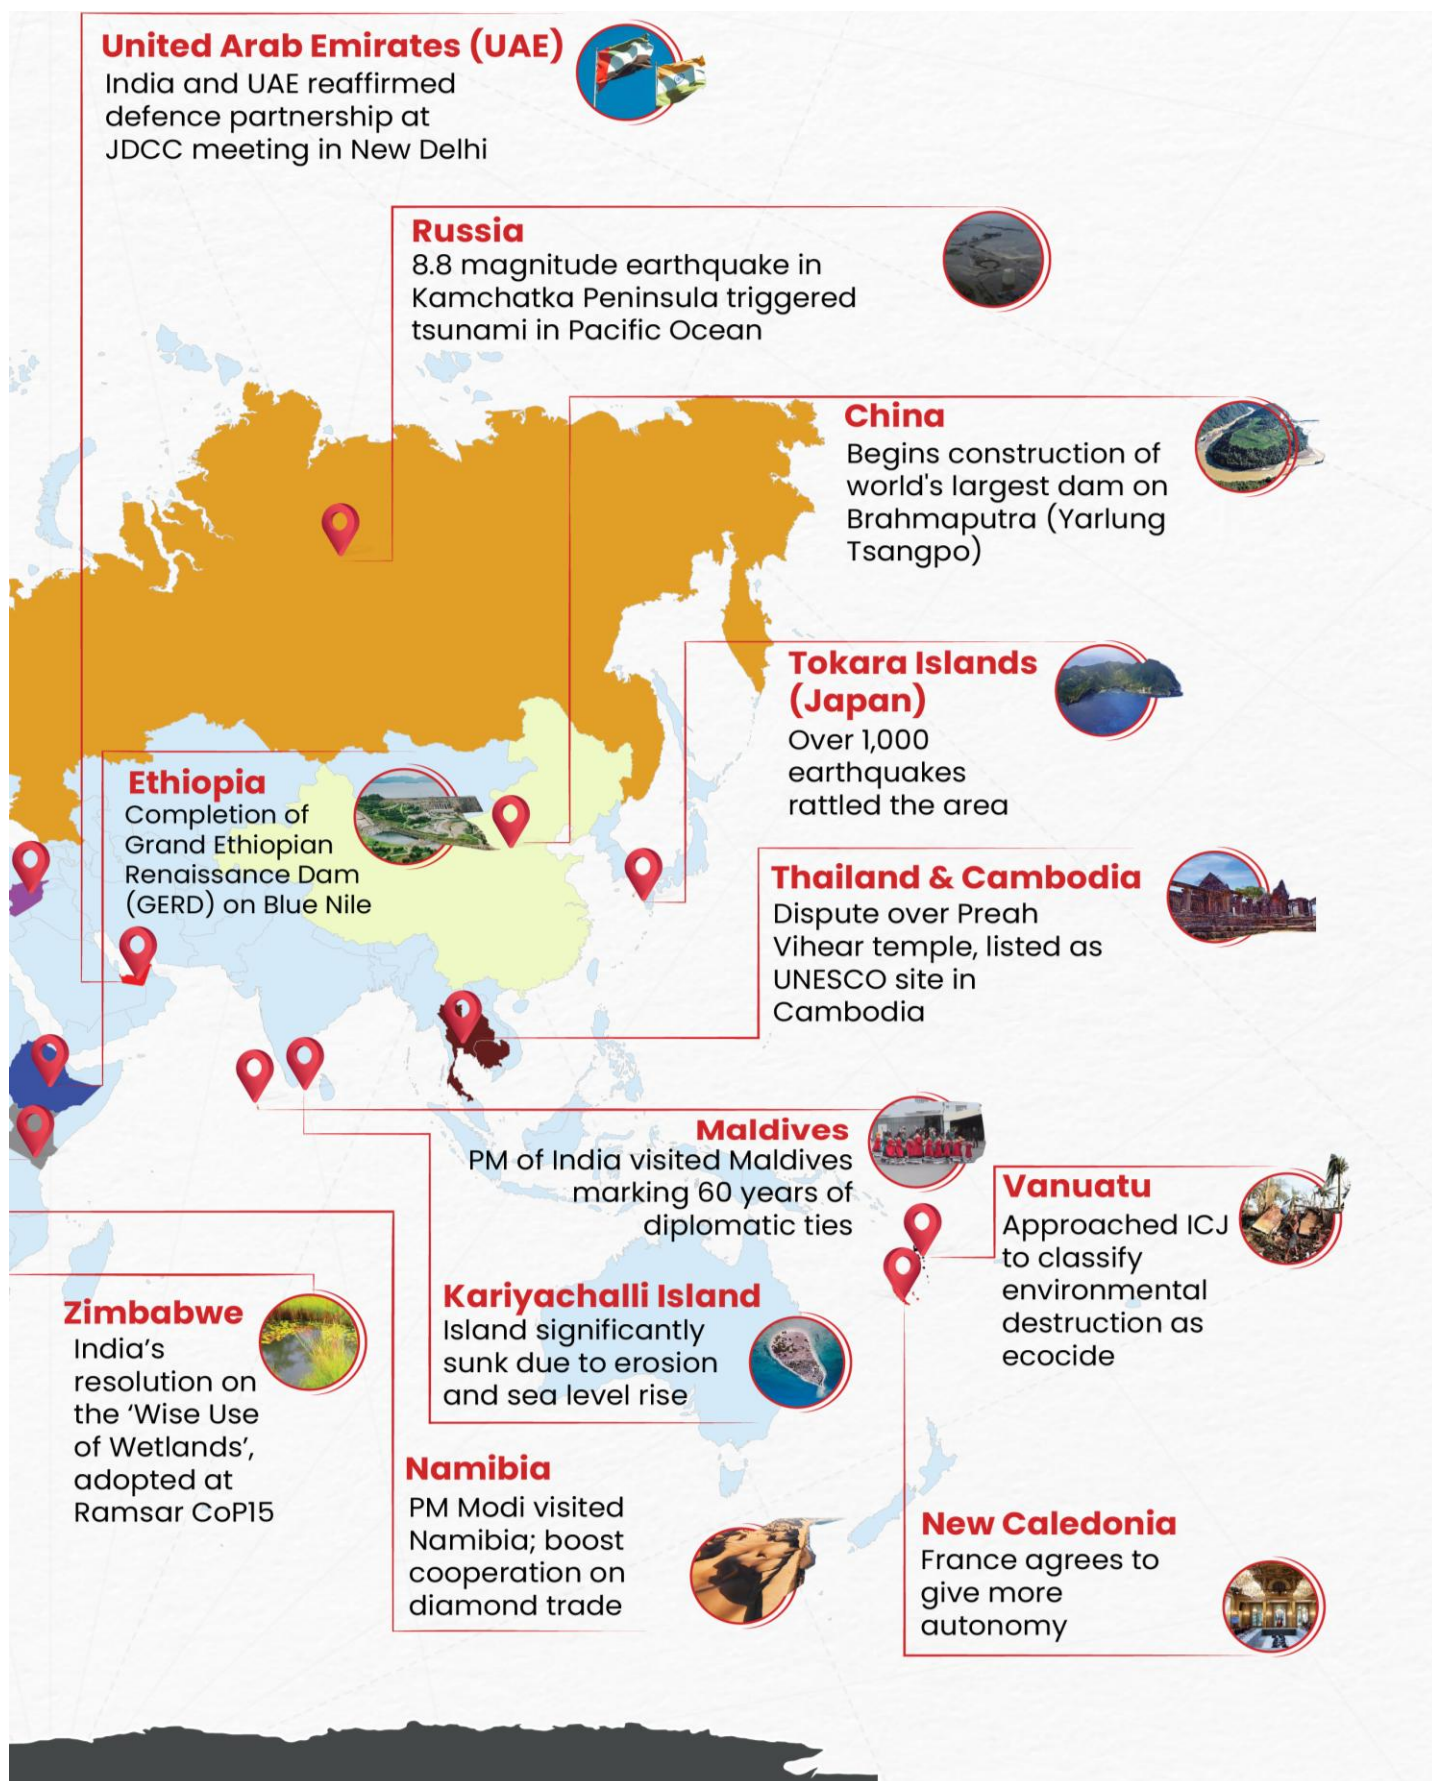 United Arab Emirates (UAE)
India and UAE reaffirmed
defence partnership at
JDCC meeting in New Delhi
Russia
8.8 magnitude earthquake in
Kamchatka Peninsula triggered
tsunami in Pacific Ocean
China
Begins construction of
world's largest dam on
Brahmaputra (Yarlung
Tsangpo)
Tokara Islands
(Japan)
Over 1,000
earthquakes
rattled the area
Ethiopia
Completion of
Grand Ethiopian
Renaissance Dam
(GERD) on Blue Nile
Thailand & Cambodia
Dispute over Preah
Vihear temple, listed as
UNESCO site in
Cambodia
Maldives
PM of India visited Maldives
marking 60 years of
diplomatic ties
Vanuatu
Approached ICJ
to classify
environmental
destruction as
ecocide
Kariyachalli Island
Island significantly
sunk due to erosion
and sea level rise
Zimbabwe
India’s
resolution on
the ‘Wise Use
of Wetlands’,
adopted at
Ramsar CoP15
Namibia
PM Modi visited
Namibia; boost
cooperation on
diamond trade
New Caledonia
France agrees to
give more
autonomy